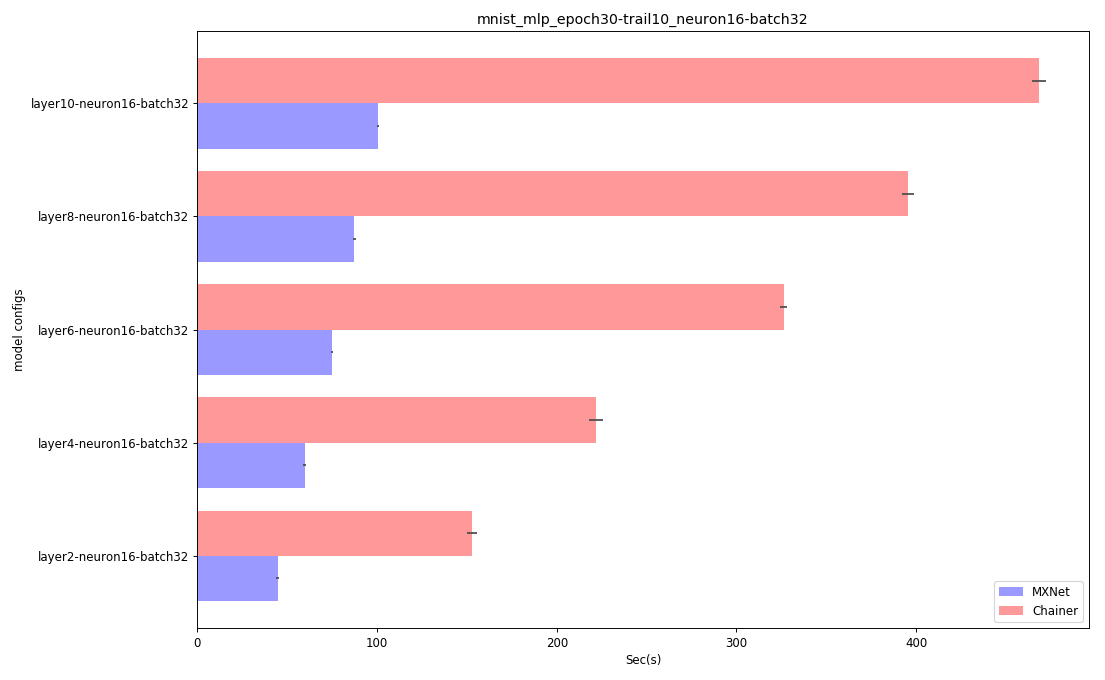 mnist_mlp_epoch30-trail10_neuron16-batch32
layer10-neuron16-batch32
layer8-neuron16-batch32
layer6-neuron16-batch32
layer4-neuron16-batch32
layer2-neuron16-batch32
model configs
MXNet
Chainer
0 100 200 300 400
Sec(s)